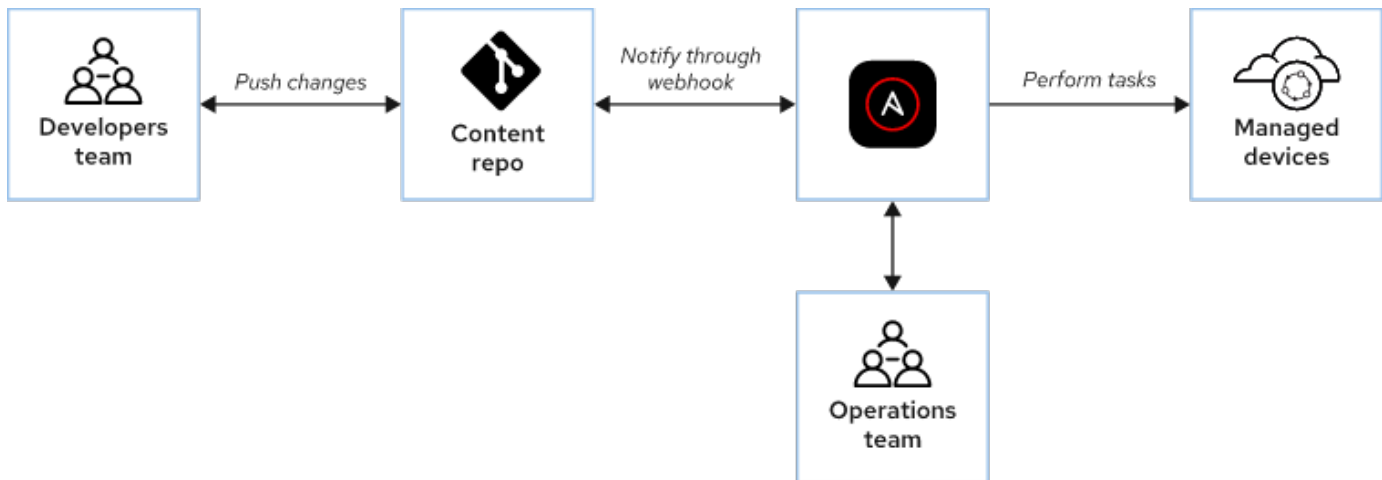 Developers
team
Push changes
Content
repo
Notify through
webhook
Perform tasks
Managed
devices
Operations
team